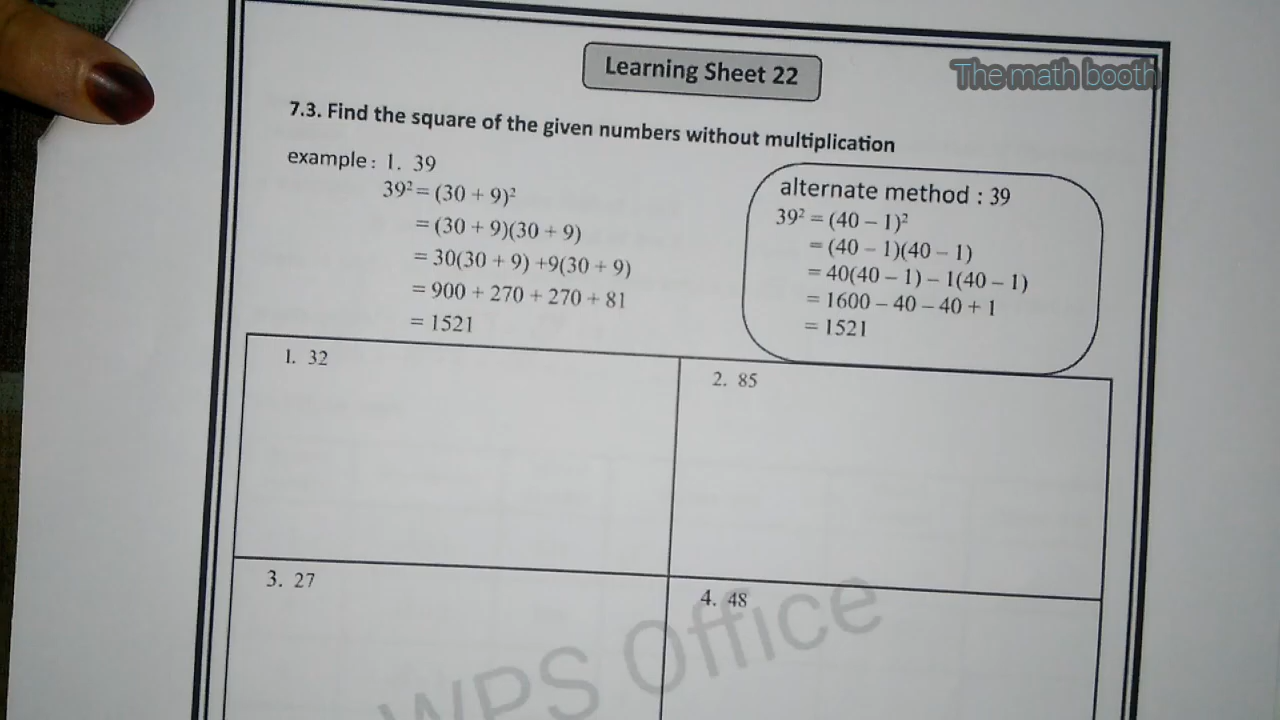 Learning Sheet 22
The math booth
7.3. Find the square of the given numbers without multiplication
example : 1. 39
39² = (30 + 9)²
= (30 + 9)(30 + 9)
= 30(30 + 9) +9(30 + 9)
= 900 + 270 + 270 + 81
= 1521
alternate method : 39
39² = (40 – 1)²
= (40 – 1)(40 – 1)
= 40(40 – 1) – 1(40 – 1)
= 1600 – 40 – 40 + 1
= 1521
1. 32
2. 85
3. 27
4. 48
WPS Office